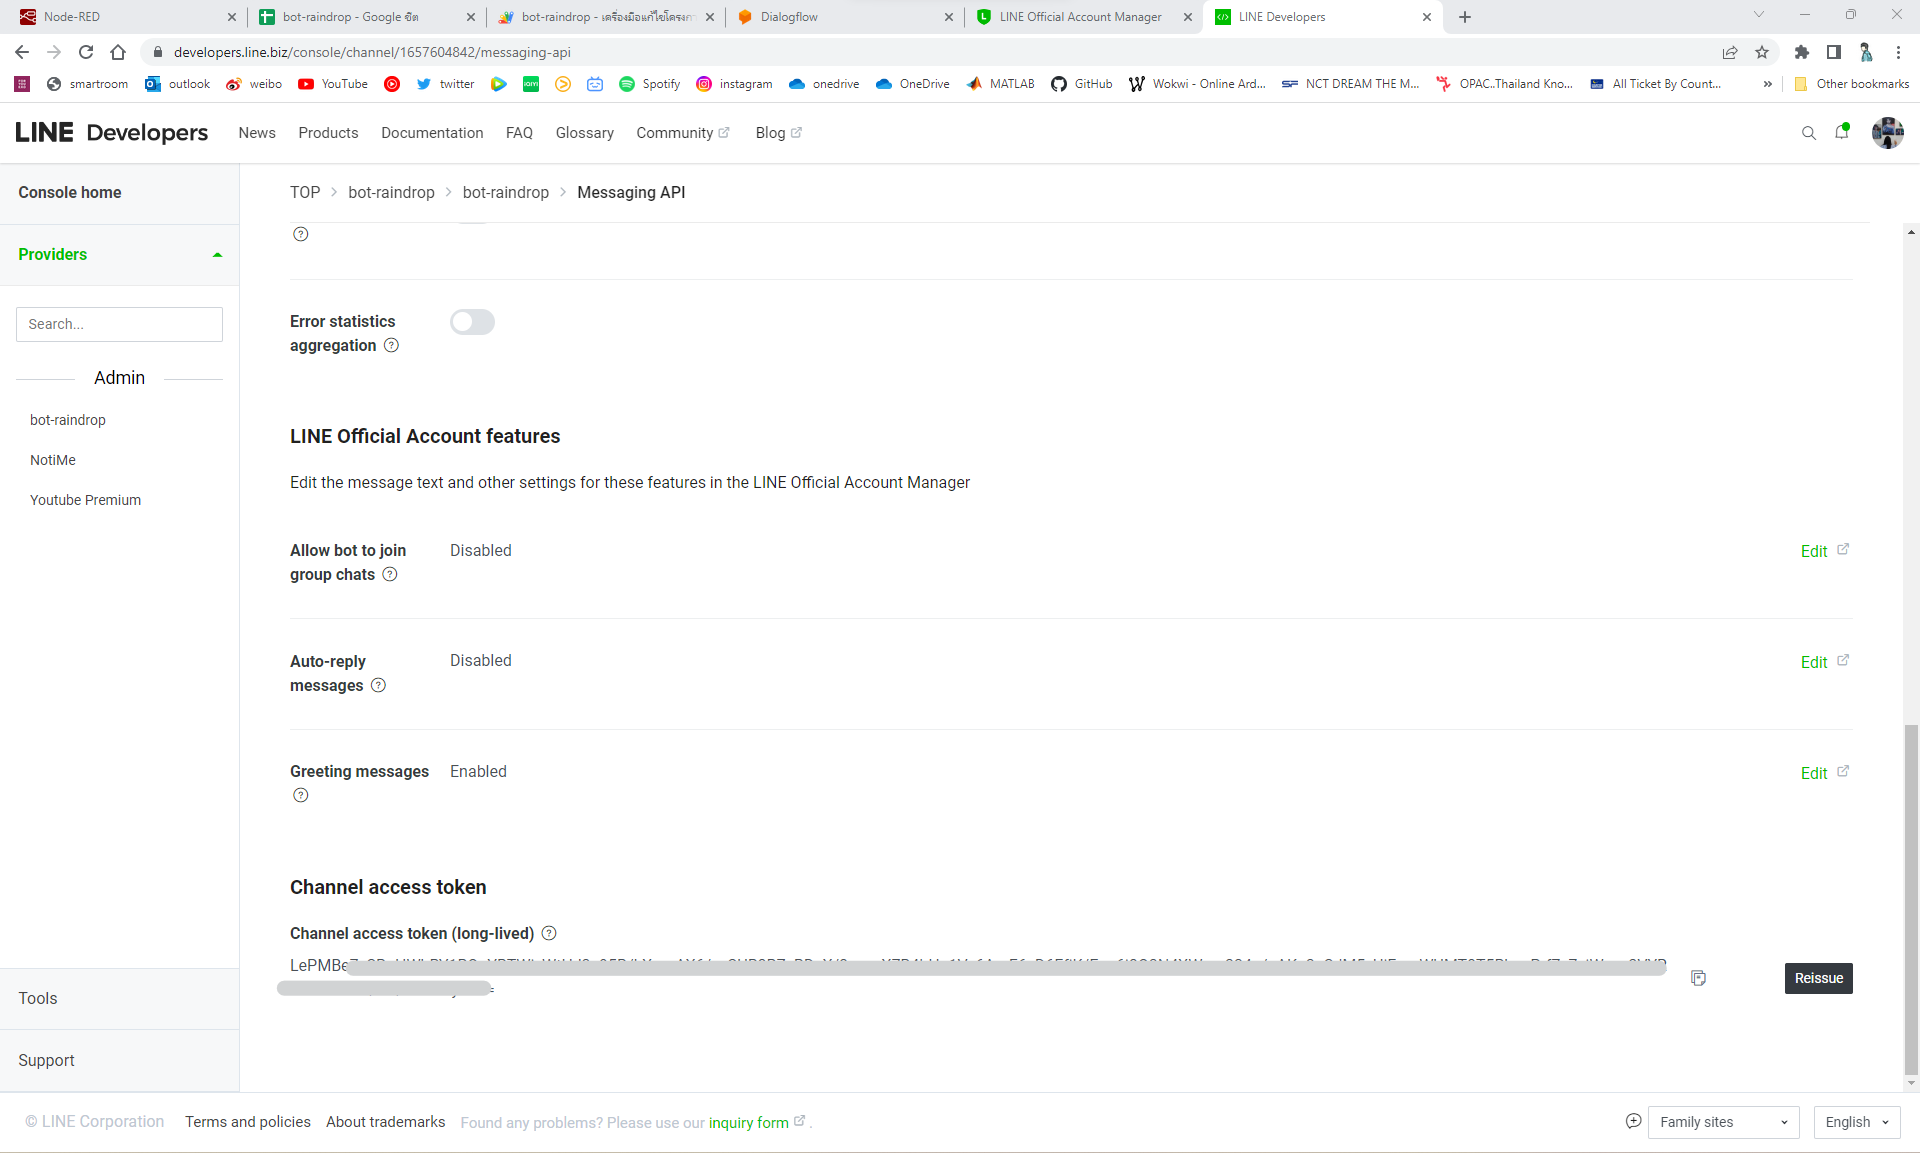 Node-RED
bot-raindrop - Google ชีต
bot-raindrop - เครื่องมือแก้ไขโครงกา
Dialogflow
LINE Official Account Manager
LINE Developers
developers.line.biz/console/channel/1657604842/messaging-api
smartroom
outlook
weibo
YouTube
twitter
Spotify
instagram
onedrive
OneDrive
MATLAB
GitHub
Wokwi - Online Ard...
NCT DREAM THE M...
OPAC..Thailand Kno...
All Ticket By Count...
»
Other bookmarks
LINE Developers
News
Products
Documentation
FAQ
Glossary
Community
Blog
Console home
Providers
Search...
Admin
bot-raindrop
NotiMe
Youtube Premium
Tools
Support
TOP > bot-raindrop > bot-raindrop > Messaging API
Error statistics
aggregation
LINE Official Account features
Edit the message text and other settings for these features in the LINE Official Account Manager
Allow bot to join
group chats
Disabled
Edit
Auto-reply
messages
Disabled
Edit
Greeting messages
Enabled
Edit
Channel access token
Channel access token (long-lived)
LePMBe
Reissue
© LINE Corporation
Terms and policies
About trademarks
Found any problems? Please use our inquiry form .
Family sites
English